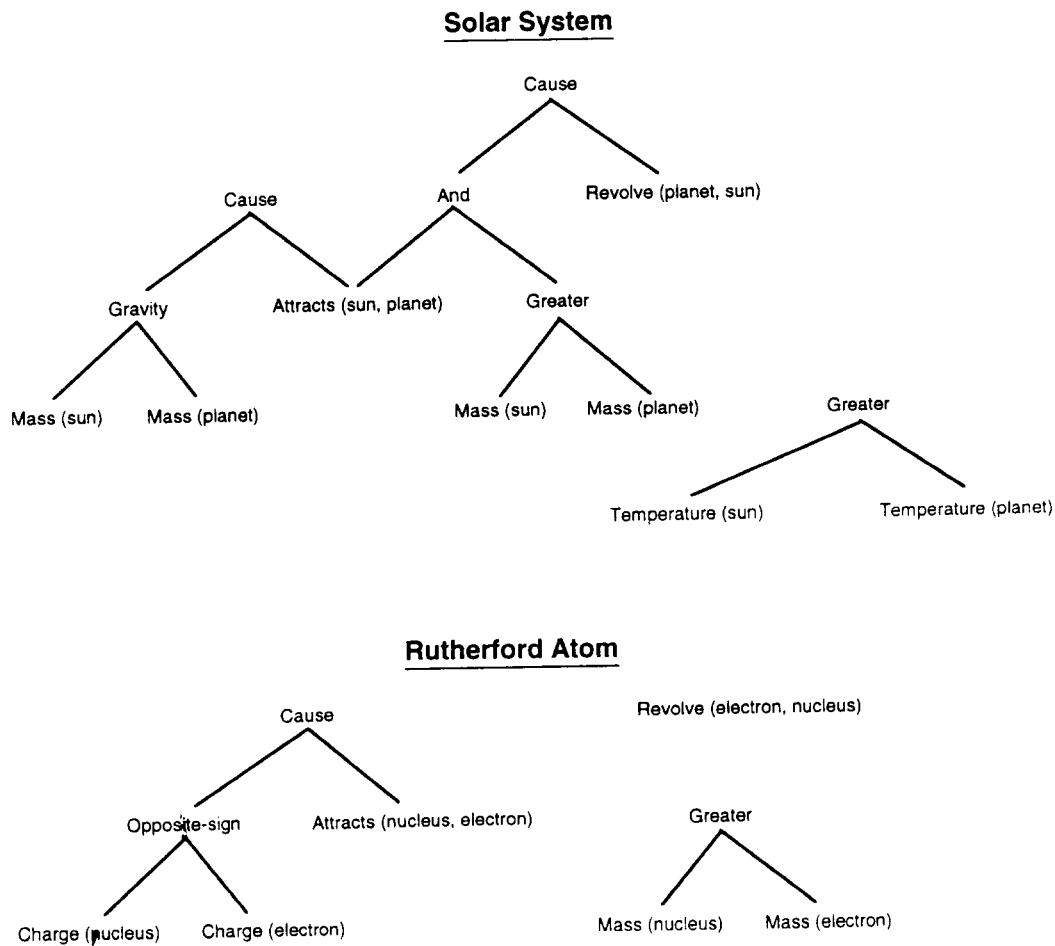 Solar System
Cause
Cause
And
Revolve (planet, sun)
Gravity
Attracts (sun, planet)
Greater
Mass (sun)
Mass (planet)
Mass (sun)
Mass (planet)
Greater
Temperature (sun)
Temperature (planet)
Rutherford Atom
Cause
Revolve (electron, nucleus)
Opposite-sign
Attracts (nucleus, electron)
Greater
Charge (nucleus)
Charge (electron)
Mass (nucleus)
Mass (electron)